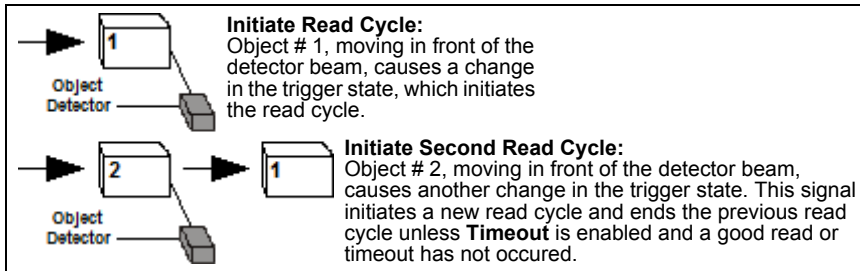 Initiate Read Cycle:
Object # 1, moving in front of the
detector beam, causes a change
in the trigger state, which initiates
the read cycle.
1
Object
Detector
Initiate Second Read Cycle:
Object # 2, moving in front of the detector beam,
causes another change in the trigger state. This signal
initiates a new read cycle and ends the previous read
cycle unless Timeout is enabled and a good read or
timeout has not occured.
2
1
Object
Detector